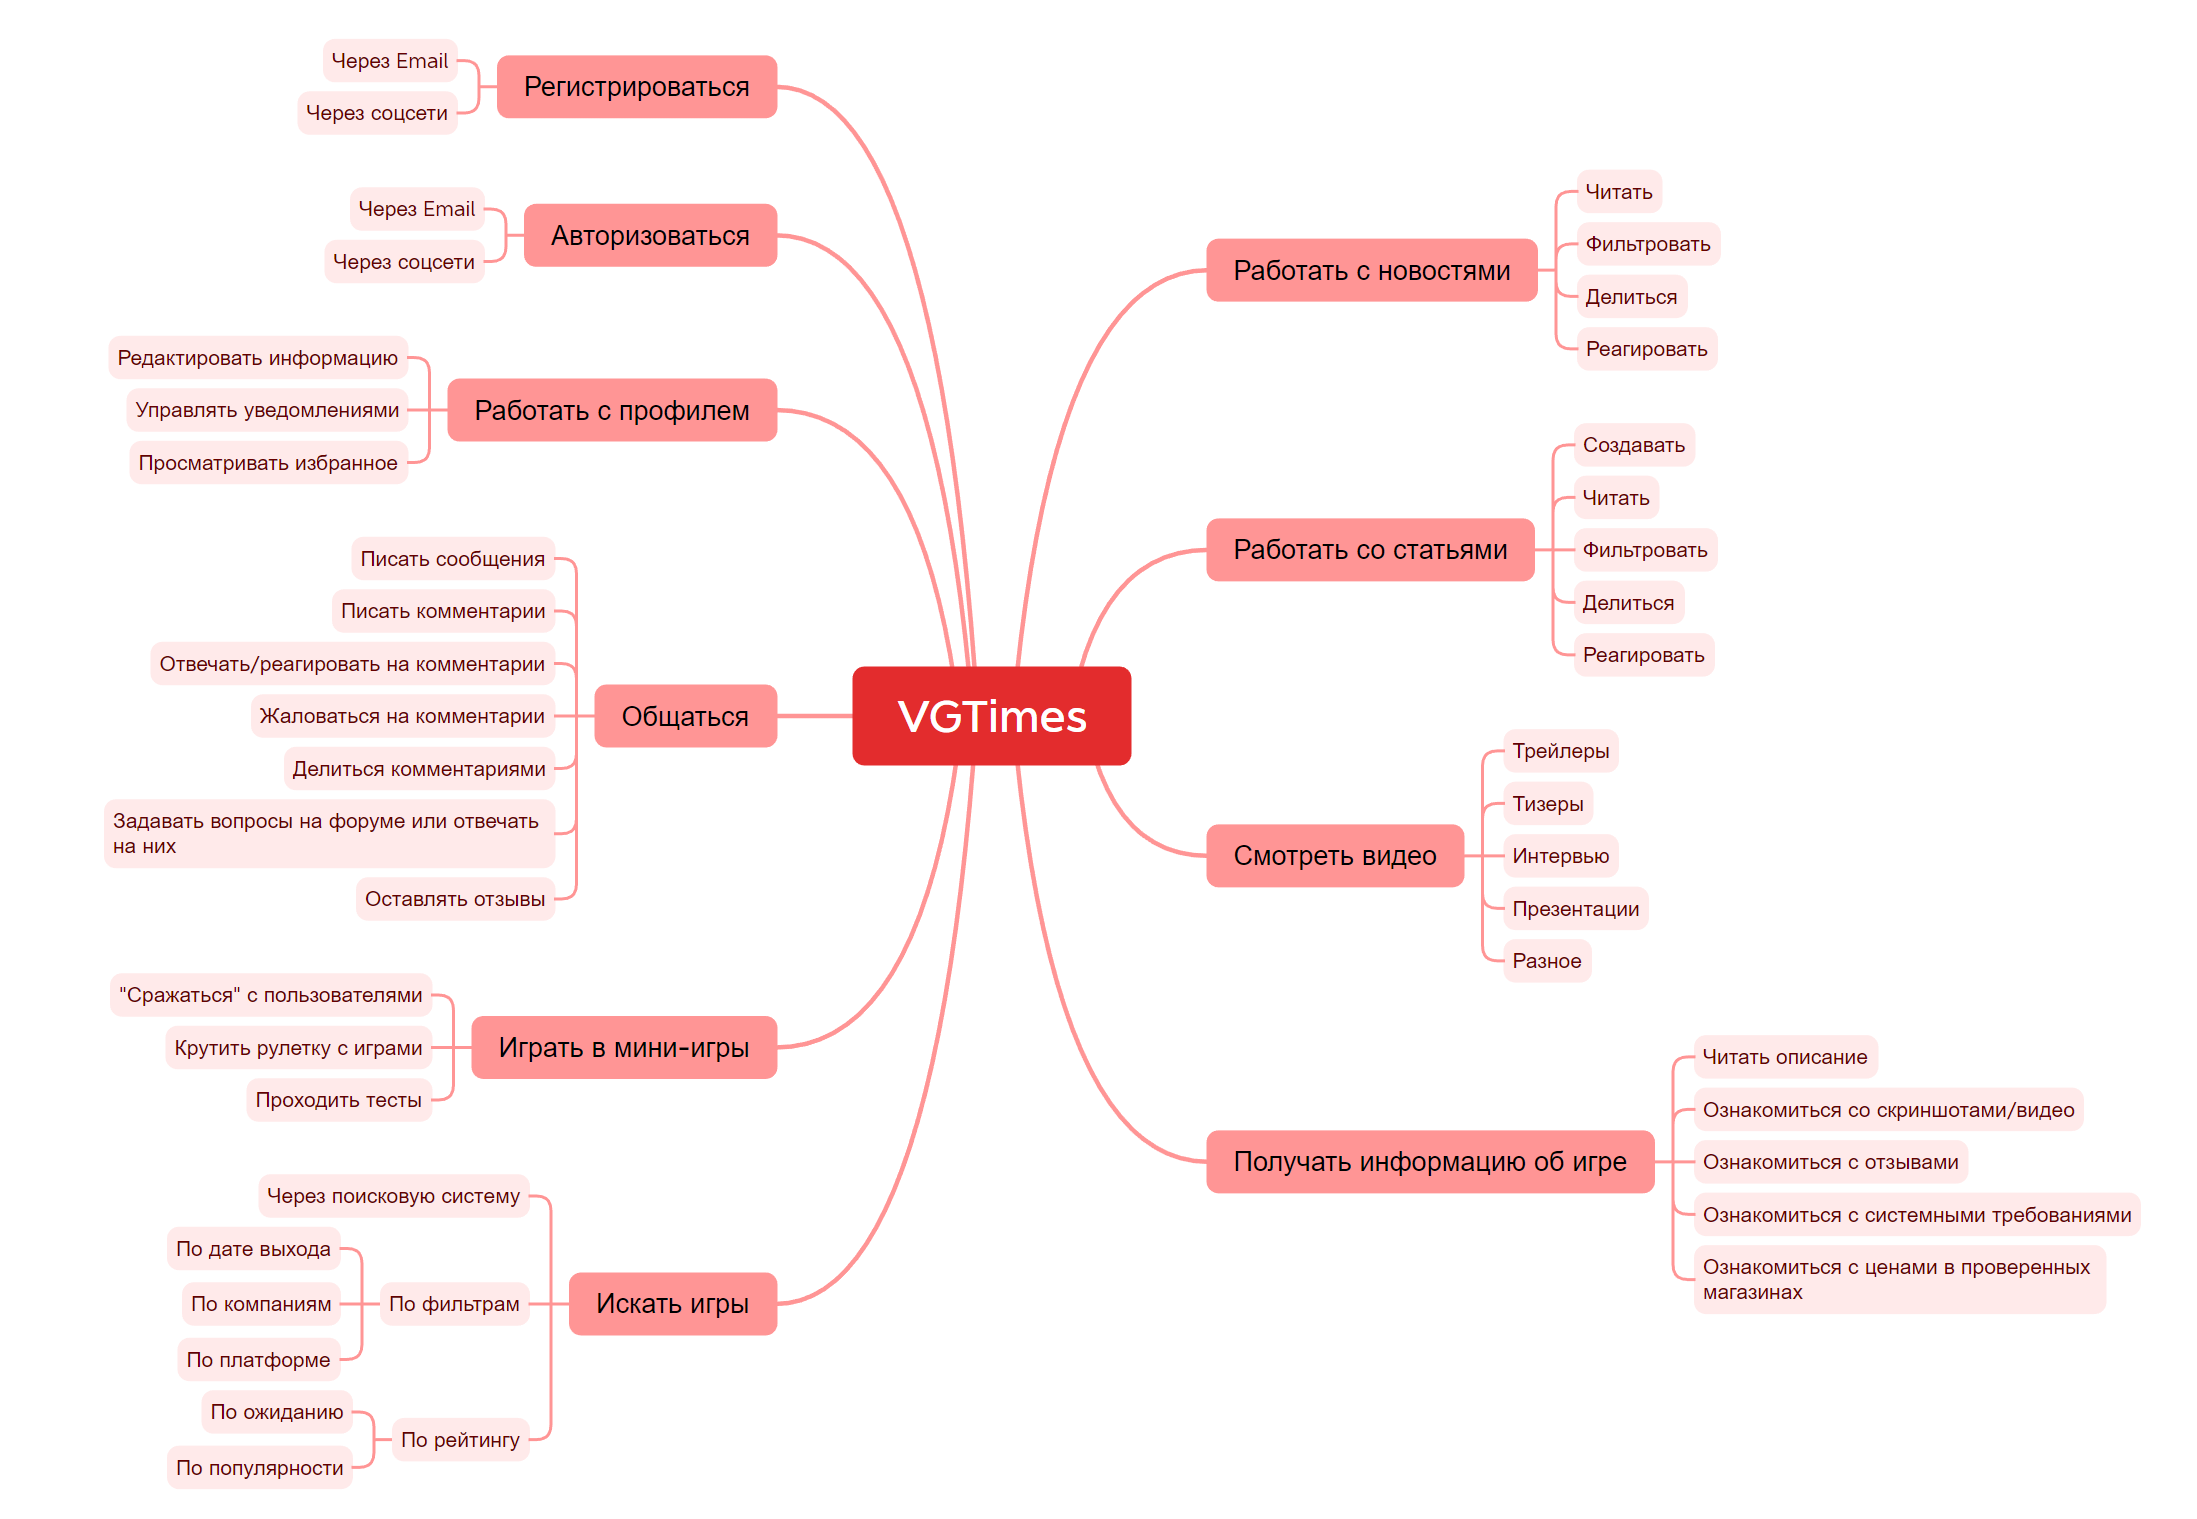 VGTimes
Регистрироваться
Через Email
Через соцсети
Авторизоваться
Через Email
Через соцсети
Работать с профилем
Редактировать информацию
Управлять уведомлениями
Просматривать избранное
Общаться
Писать сообщения
Писать комментарии
Отвечать/реагировать на комментарии
Жаловаться на комментарии
Делиться комментариями
Задавать вопросы на форуме или отвечать
на них
Оставлять отзывы
Играть в мини-игры
"Сражаться" с пользователями
Крутить рулетку с играми
Проходить тесты
Искать игры
Через поисковую систему
По фильтрам
По дате выхода
По компаниям
По платформе
По рейтингу
По ожиданию
По популярности
Работать с новостями
Читать
Фильтровать
Делиться
Реагировать
Работать со статьями
Создавать
Читать
Фильтровать
Делиться
Реагировать
Смотреть видео
Трейлеры
Тизеры
Интервью
Презентации
Разное
Получать информацию об игре
Читать описание
Ознакомиться со скриншотами/видео
Ознакомиться с отзывами
Ознакомиться с системными требованиями
Ознакомиться с ценами в проверенных
магазинах